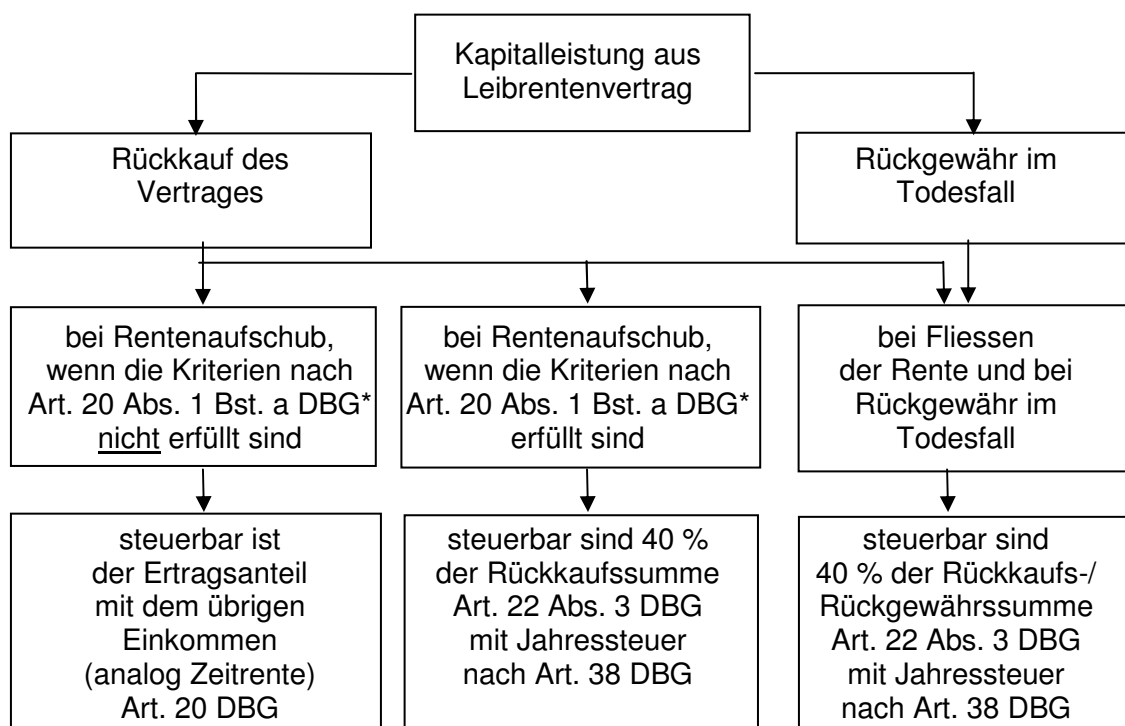 Kapitalleistung aus
Leibrentenvertrag
Rückkauf des
Vertrages
Rückgewähr im
Todesfall
bei Rentenaufschub,
wenn die Kriterien nach
Art. 20 Abs. 1 Bst. a DBG*
nicht erfüllt sind
bei Rentenaufschub,
wenn die Kriterien nach
Art. 20 Abs. 1 Bst. a DBG*
erfüllt sind
bei Fliessen
der Rente und bei
Rückgewähr im
Todesfall
steuerbar ist
der Ertragsanteil
mit dem übrigen
Einkommen
(analog Zeitrente)
Art. 20 DBG
steuerbar sind 40 %
der Rückkaufssumme
Art. 22 Abs. 3 DBG
mit Jahressteuer
nach Art. 38 DBG
steuerbar sind
40 % der Rückkaufs-/
Rückgewährssumme
Art. 22 Abs. 3 DBG
mit Jahressteuer
nach Art. 38 DBG